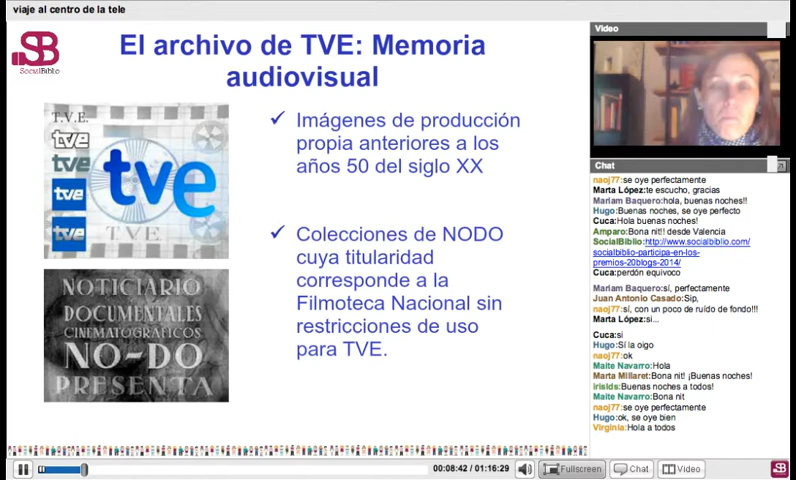 viaje al centro de la tele
SB
SocialBiblio
El archivo de TVE: Memoria
audiovisual
T.V.E.
tve
tve
tve
tve
tve
TVE
Imágenes de producción
propia anteriores a los
años 50 del siglo XX
Colecciones de NODO
cuya titularidad
corresponde a la
Filmoteca Nacional sin
restricciones de uso
para TVE.
NOTICIARIO
DOCUMENTALES
CINEMATOGRÁFICOS
NO-DO
PRESENTA
Video
Chat
naoj77:se oye perfectamente
Marta López:te escucho, gracias
Mariam Baquero:hola, buenas noches!!
Hugo:Buenas noches, se oye perfecto
Cuca:Hola buenas noches!
Amparo:Bona nit!! desde Valencia
SocialBiblio:http://www.socialbiblio.com/
socialbiblio-participa-en-los-
premios-20blogs-2014/
Cuca:perdón equivoco
Mariam Baquero:sí, perfectamente
Juan Antonio Casado:Sip,
naoj77:sí, con un poco de ruído de fondo!!!
Marta López:si...
Cuca:si
Hugo:Sí la oigo
naoj77:ok
Maite Navarro:Hola
Marta Millaret:Bona nit! ¡Buenas noches!
irisids:Buenas noches a todos!
Maite Navarro:Bona nit
naoj77:se oye perfectamente
Hugo:ok, se oye bien
Virginia:Hola a todos
00:08:42 / 01:16:29
Fullscreen
Chat
Video
SB